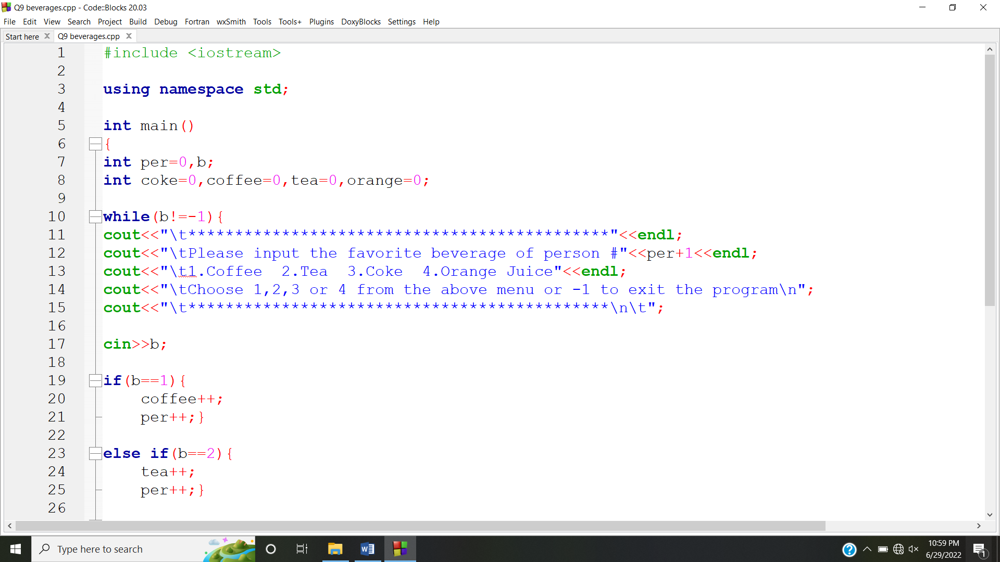 Q9 beverages.cpp - Code::Blocks 20.03
File Edit View Search Project Build Debug Fortran wxSmith Tools Tools+ Plugins DoxyBlocks Settings Help
Start here Q9 beverages.cpp
1 #include <iostream>
2
3 using namespace std;
4
5 int main()
6 {
7 int per=0,b;
8 int coke=0,coffee=0,tea=0,orange=0;
9
10 while(b!=-1){
11 cout<<"\t*********************************************"<<endl;
12 cout<<"\tPlease input the favorite beverage of person #"<<per+1<<endl;
13 cout<<"\t1.Coffee  2.Tea  3.Coke  4.Orange Juice"<<endl;
14 cout<<"\tChoose 1,2,3 or 4 from the above menu or -1 to exit the program\n";
15 cout<<"\t*********************************************\n\t";
16
17 cin>>b;
18
19 if(b==1){
20     coffee++;
21     per++;}
22
23 else if(b==2){
24     tea++;
25     per++;}
26
Type here to search
10:59 PM
6/29/2022
1